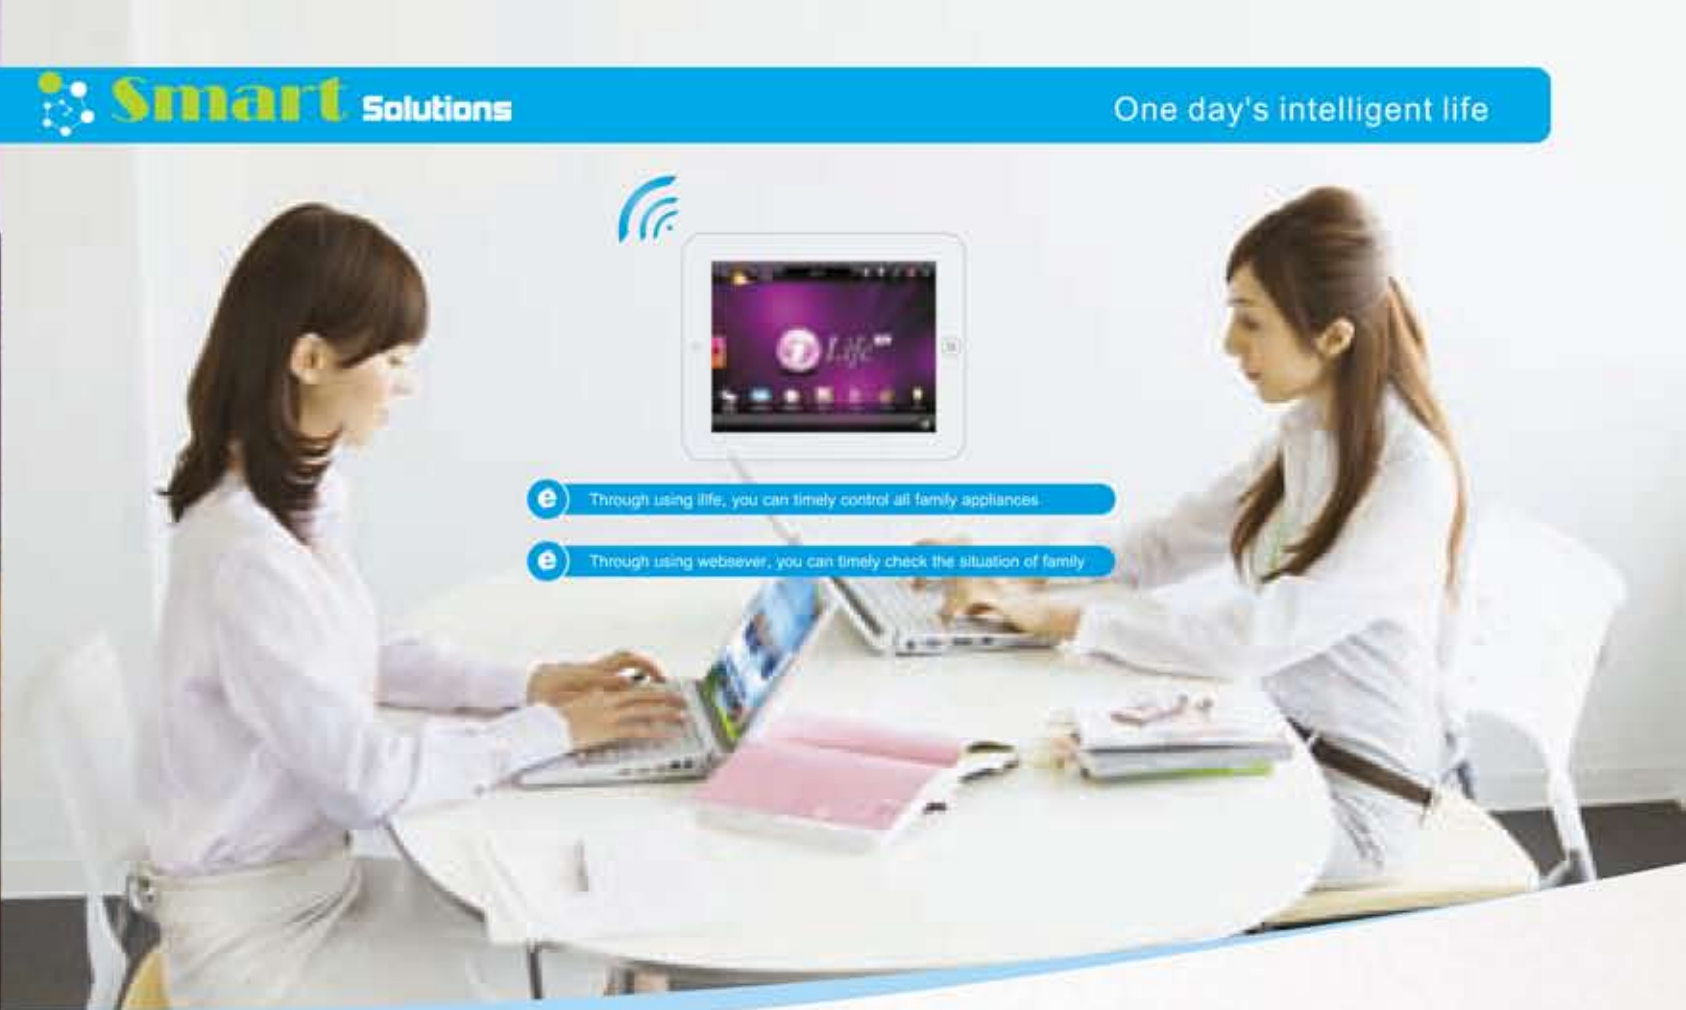 Smart Solutions
One day's intelligent life
Life
e
Through using ilife, you can timely control all family appliances
e
Through using websever, you can timely check the situation of family